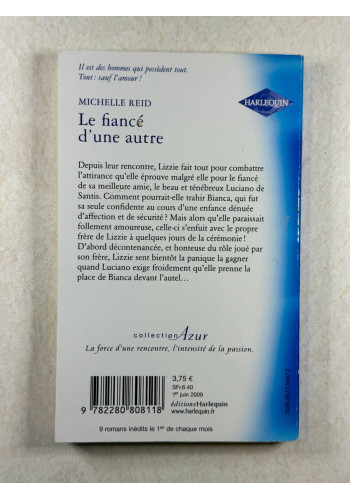 Il est des hommes qui possèdent tout.
Tout : sauf l'amour !
HARLEQUIN
MICHELLE REID
Le fiancé
d'une autre
Depuis leur rencontre, Lizzie fait tout pour combattre
l'attirance qu'elle éprouve malgré elle pour le fiancé
de sa meilleure amie, le beau et ténébreux Luciano de
Santis. Comment pourrait-elle trahir Bianca, qui fut
sa seule confidente au cours d'une enfance dénuée
d'affection et de sécurité ? Mais alors qu'elle paraissait
follement amoureuse, celle-ci s'enfuit avec le propre
frère de Lizzie à quelques jours de la cérémonie !
D'abord décontenancée, et honteuse du rôle joué par
son frère, Lizzie sent bientôt la panique la gagner
quand Luciano exige froidement qu'elle prenne la
place de Bianca devant l'autel…
collection Azur
La force d'une rencontre, l'intensité de la passion.
3,75 €
SFr.6.40
1er juin 2009
éditionsHarlequin
www.harlequin.fr
9 782280 808118
9 romans inédits le 1er de chaque mois